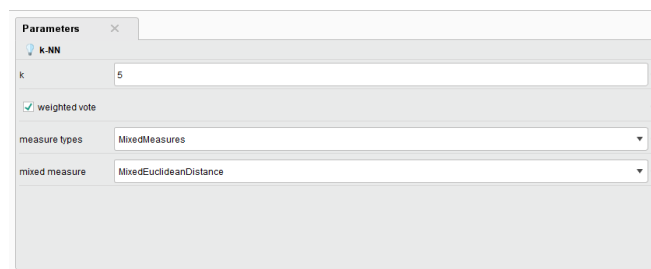 Parameters
k-NN
k 5
weighted vote
measure types MixedMeasures
mixed measure MixedEuclideanDistance